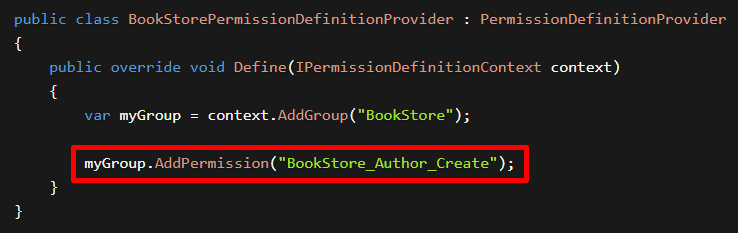 public class BookStorePermissionDefinitionProvider : PermissionDefinitionProvider
{
    public override void Define(IPermissionDefinitionContext context)
    {
        var myGroup = context.AddGroup("BookStore");
        myGroup.AddPermission("BookStore_Author_Create");
    }
}